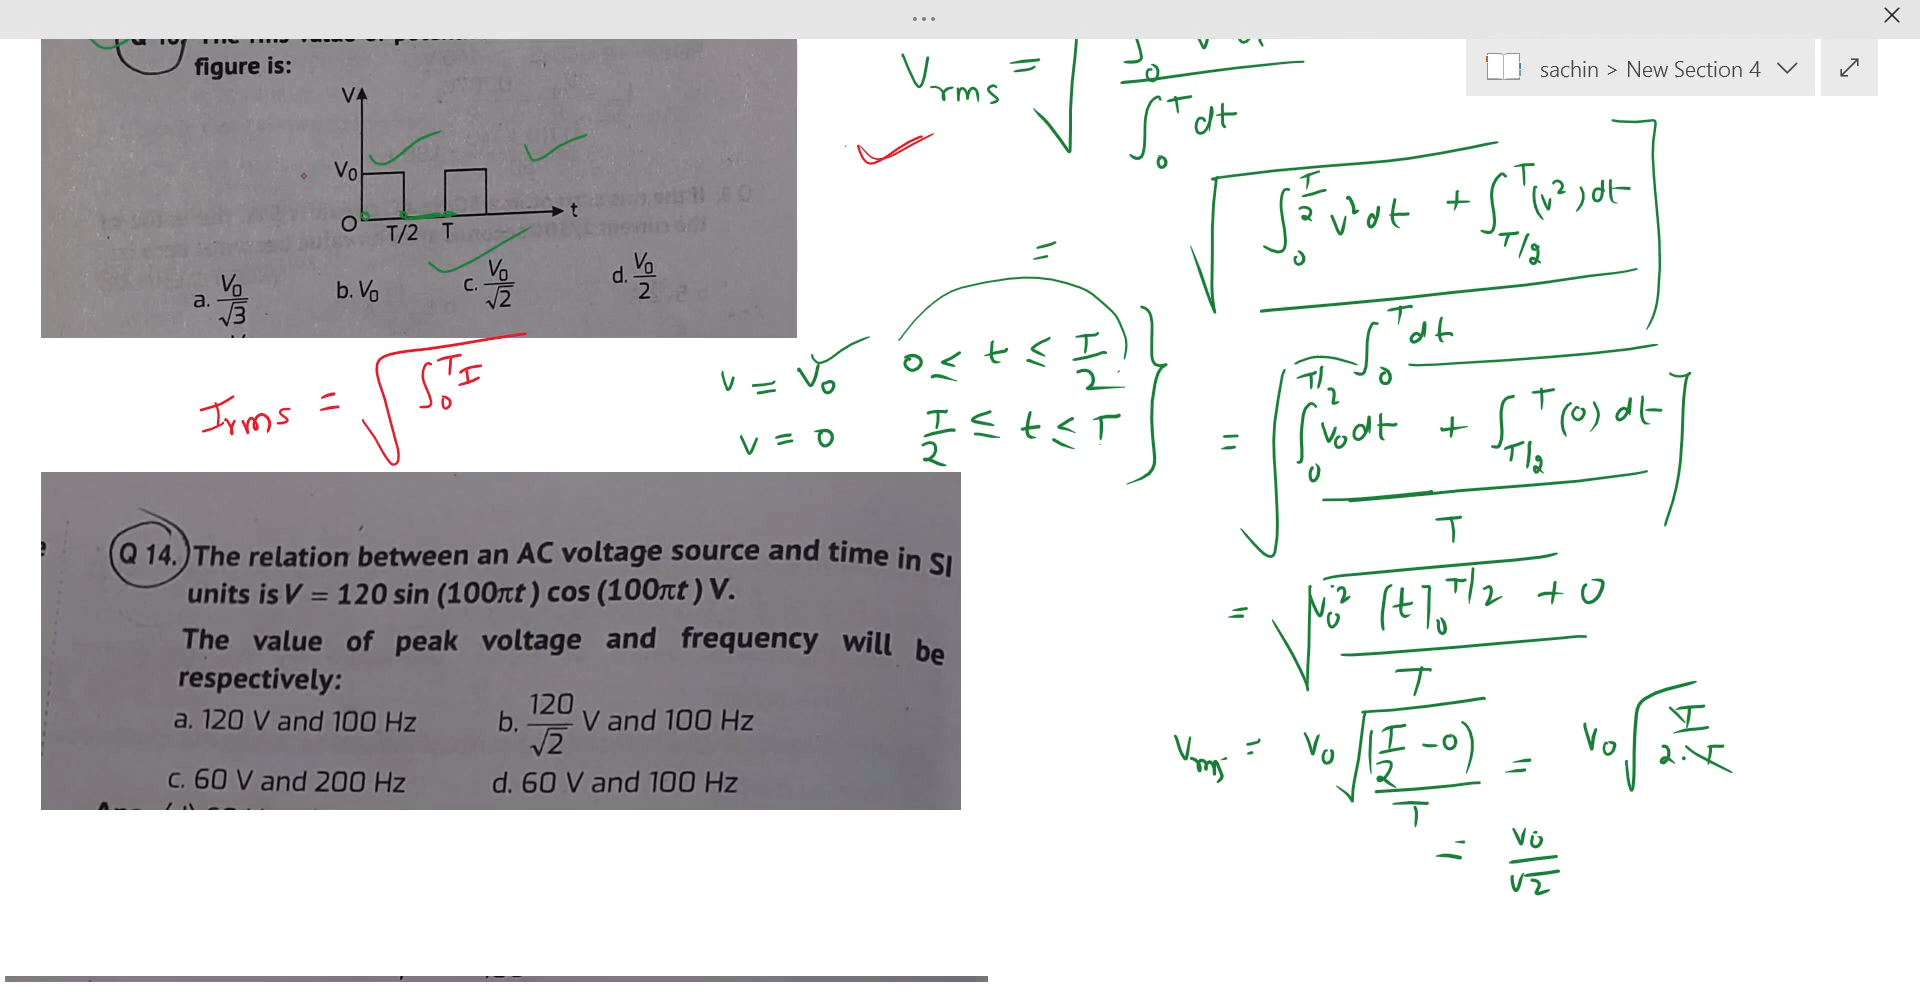 figure is:
V
V₀
O
T/2 T
t
a. V₀/√3 b. V₀ c. V₀/√2 d. V₀/2
sachin > New Section 4
Vrms = √
∫₀ᵀ dt
= √ ∫₀^(T/2) v² dt + ∫_(T/2)^T (v²) dt
∫₀ᵀ dt
Irms = √ ∫₀ᵀ I
v = V₀ 0 ≤ t ≤ T/2
v = 0 T/2 ≤ t ≤ T
= √ ∫₀^(T/2) V₀ dt + ∫_(T/2)^T (0) dt
T
= √ V₀² [t]₀^(T/2) + 0
T
Vrms = V₀ √ (T/2 - 0)/T = V₀ √ T/2.T
= V₀/√2
Q 14. The relation between an AC voltage source and time in SI
units is V = 120 sin (100πt) cos (100πt) V.
The value of peak voltage and frequency will be
respectively:
a. 120 V and 100 Hz b. 120/√2 V and 100 Hz
c. 60 V and 200 Hz d. 60 V and 100 Hz